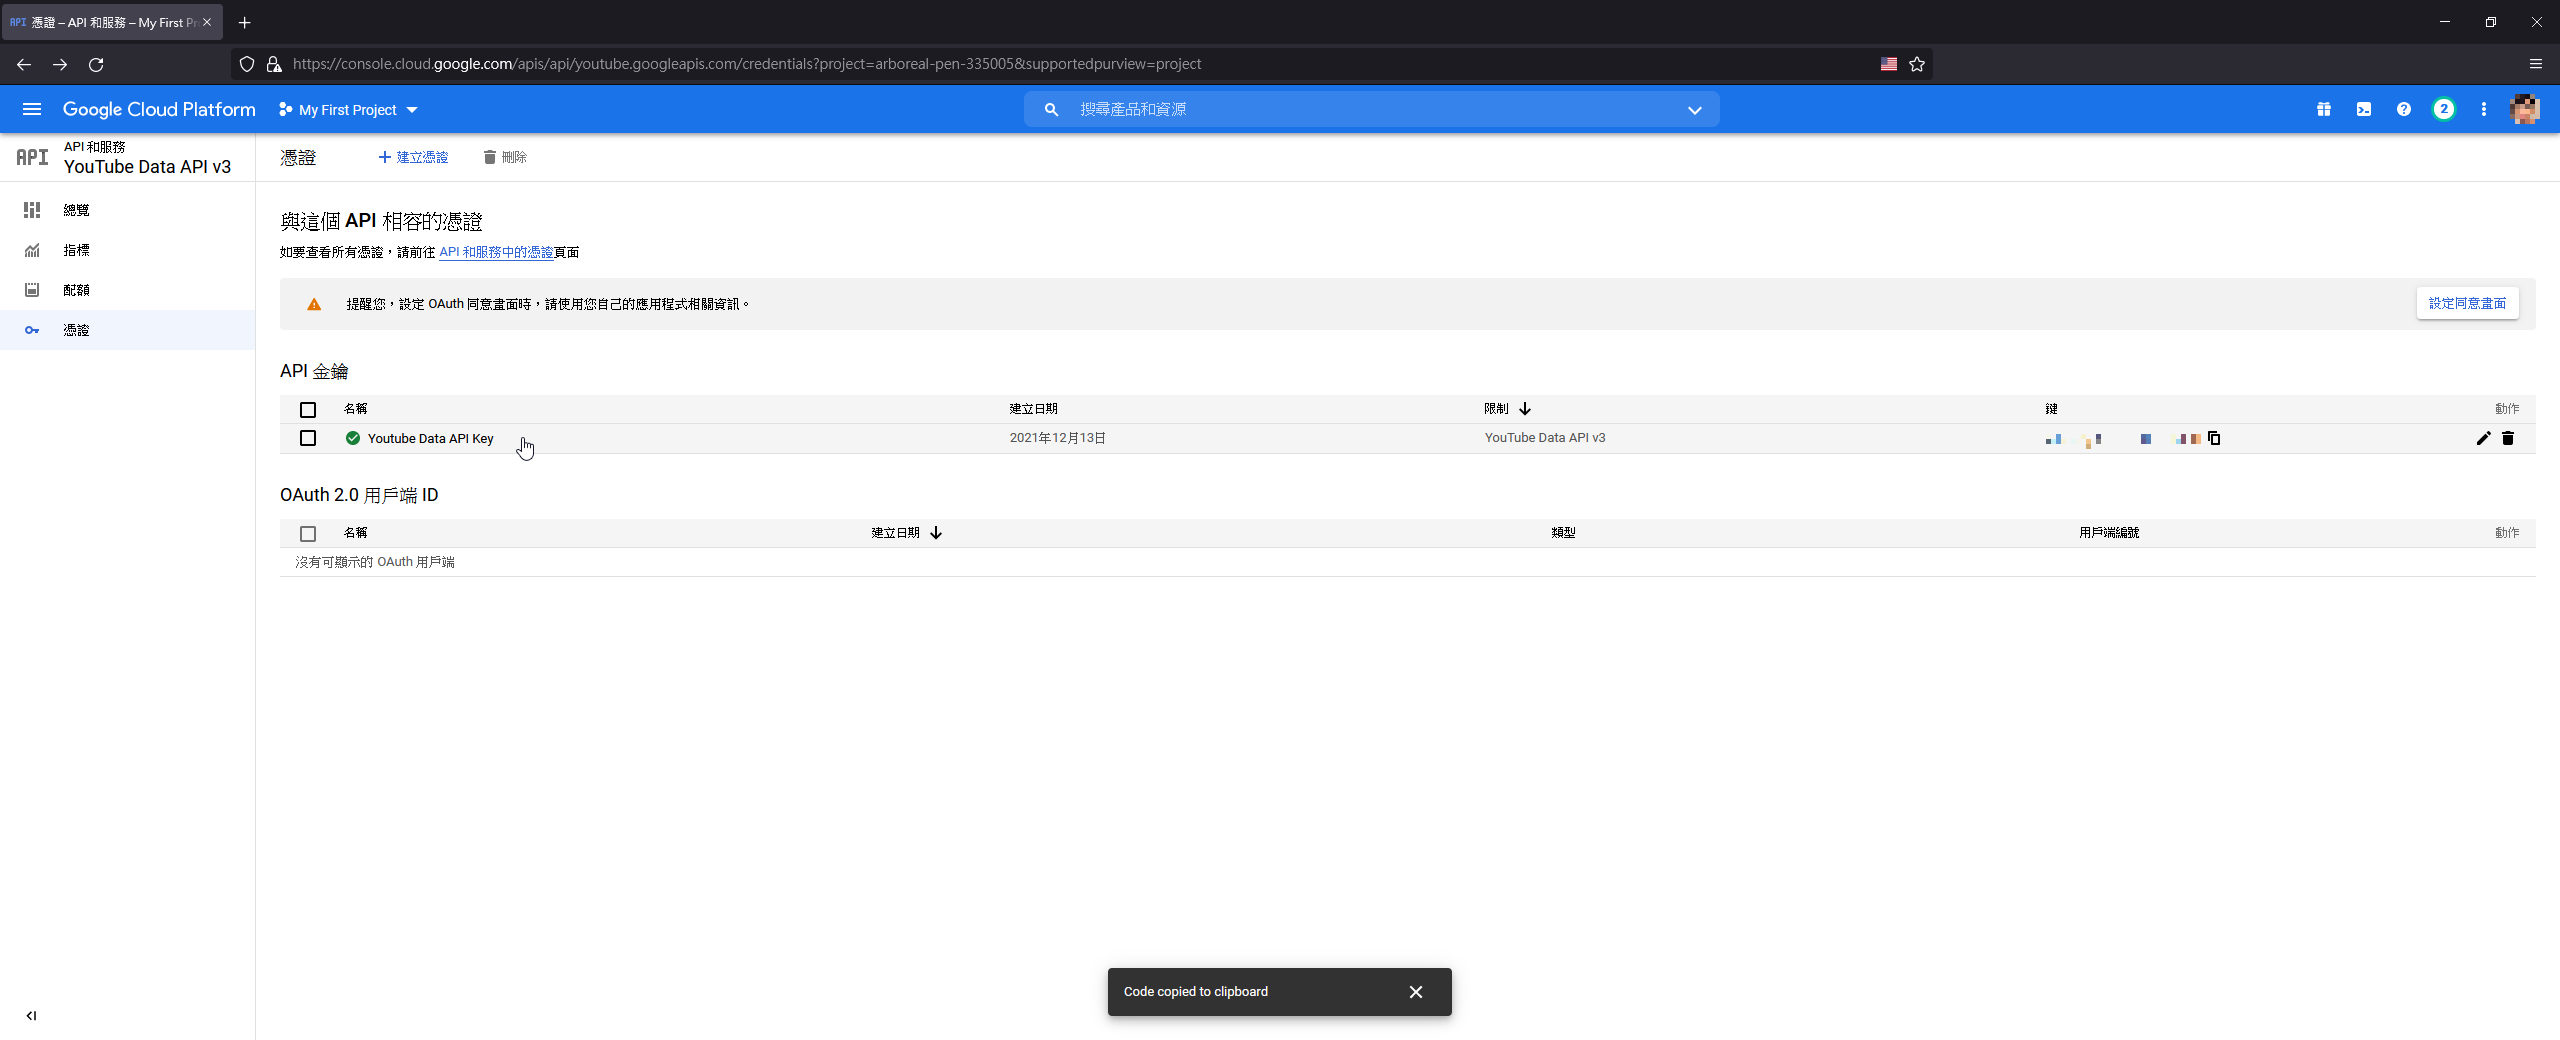 API 憑證 – API 和服務 – My First Pr
https://console.cloud.google.com/apis/api/youtube.googleapis.com/credentials?project=arboreal-pen-335005&supportedpurview=project
Google Cloud Platform
My First Project
搜尋產品和資源
2
API
API 和服務
YouTube Data API v3
憑證
建立憑證
刪除
總覽
指標
配額
憑證
與這個 API 相容的憑證
如要查看所有憑證，請前往 API 和服務中的憑證頁面
提醒您，設定 OAuth 同意畫面時，請使用您自己的應用程式相關資訊。
設定同意畫面
API 金鑰
名稱 建立日期 限制 鍵 動作
Youtube Data API Key 2021年12月13日 YouTube Data API v3
OAuth 2.0 用戶端 ID
名稱 建立日期 類型 用戶端編號 動作
沒有可顯示的 OAuth 用戶端
Code copied to clipboard